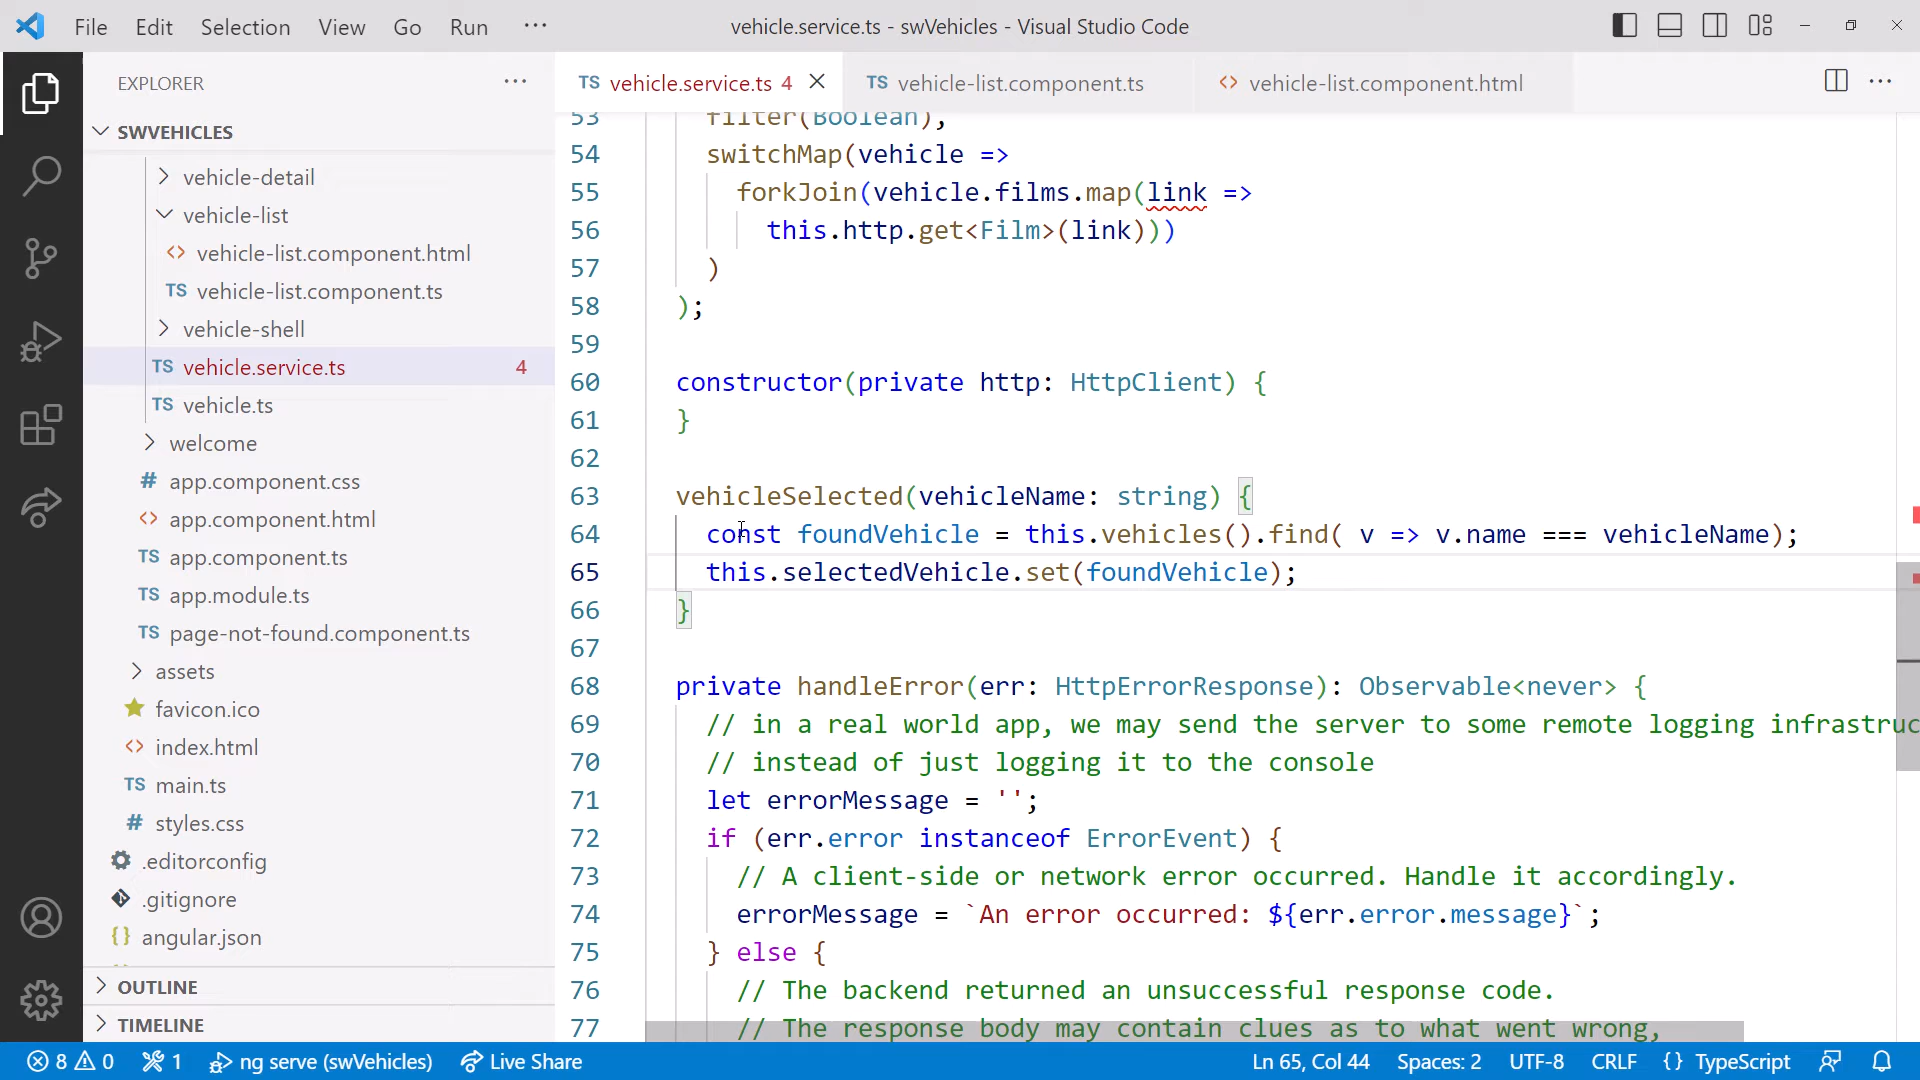 File Edit Selection View Go Run ···
vehicle.service.ts - swVehicles - Visual Studio Code
EXPLORER ···
SWVEHICLES
vehicle-detail
vehicle-list
<> vehicle-list.component.html
TS vehicle-list.component.ts
vehicle-shell
TS vehicle.service.ts 4
TS vehicle.ts
welcome
# app.component.css
<> app.component.html
TS app.component.ts
TS app.module.ts
TS page-not-found.component.ts
assets
favicon.ico
<> index.html
TS main.ts
# styles.css
.editorconfig
.gitignore
{} angular.json
OUTLINE
TIMELINE
TS vehicle.service.ts 4 TS vehicle-list.component.ts <> vehicle-list.component.html ···
53 filter(Boolean),
54 switchMap(vehicle =>
55 forkJoin(vehicle.films.map(link =>
56 this.http.get<Film>(link)))
57 )
58 );
59
60 constructor(private http: HttpClient) {
61 }
62
63 vehicleSelected(vehicleName: string) {
64 const foundVehicle = this.vehicles().find( v => v.name === vehicleName);
65 this.selectedVehicle.set(foundVehicle);
66 }
67
68 private handleError(err: HttpErrorResponse): Observable<never> {
69 // in a real world app, we may send the server to some remote logging infrastruc
70 // instead of just logging it to the console
71 let errorMessage = '';
72 if (err.error instanceof ErrorEvent) {
73 // A client-side or network error occurred. Handle it accordingly.
74 errorMessage = `An error occurred: ${err.error.message}`;
75 } else {
76 // The backend returned an unsuccessful response code.
77 // The response body may contain clues as to what went wrong,
8 0 1 ng serve (swVehicles) Live Share Ln 65, Col 44 Spaces: 2 UTF-8 CRLF {} TypeScript